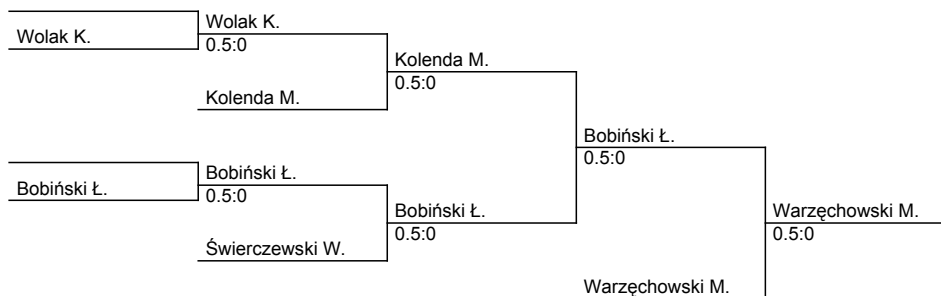 Wolak K.
Wolak K.
0.5:0
Kolenda M.
0.5:0
Kolenda M.
Bobiński Ł.
0.5:0
Bobiński Ł.
Bobiński Ł.
0.5:0
Bobiński Ł.
0.5:0
Warzęchowski M.
0.5:0
Świerczewski W.
Warzęchowski M.